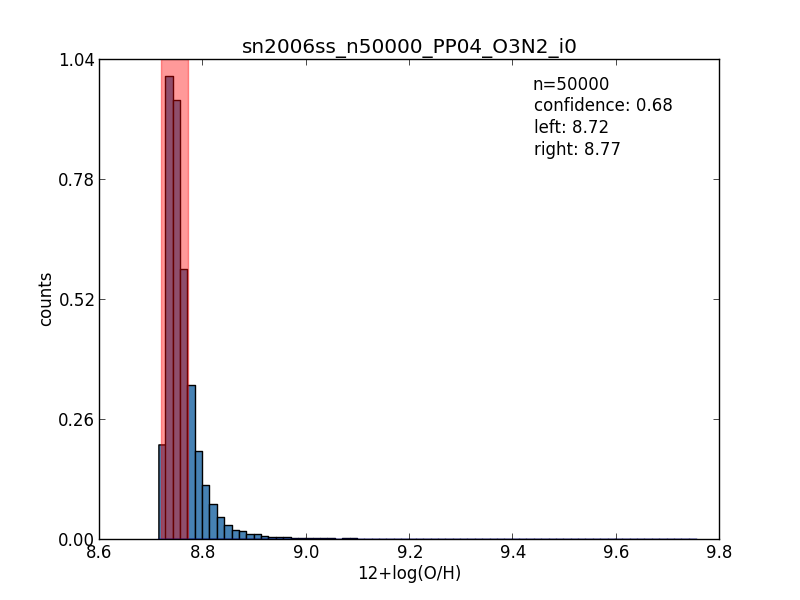 sn2006ss_n50000_PP04_O3N2_i0
1.04
n=50000
confidence: 0.68
left: 8.72
right: 8.77
0.78
counts
0.52
0.26
0.00
8.6 8.8 9.0 9.2 9.4 9.6 9.8
12+log(O/H)